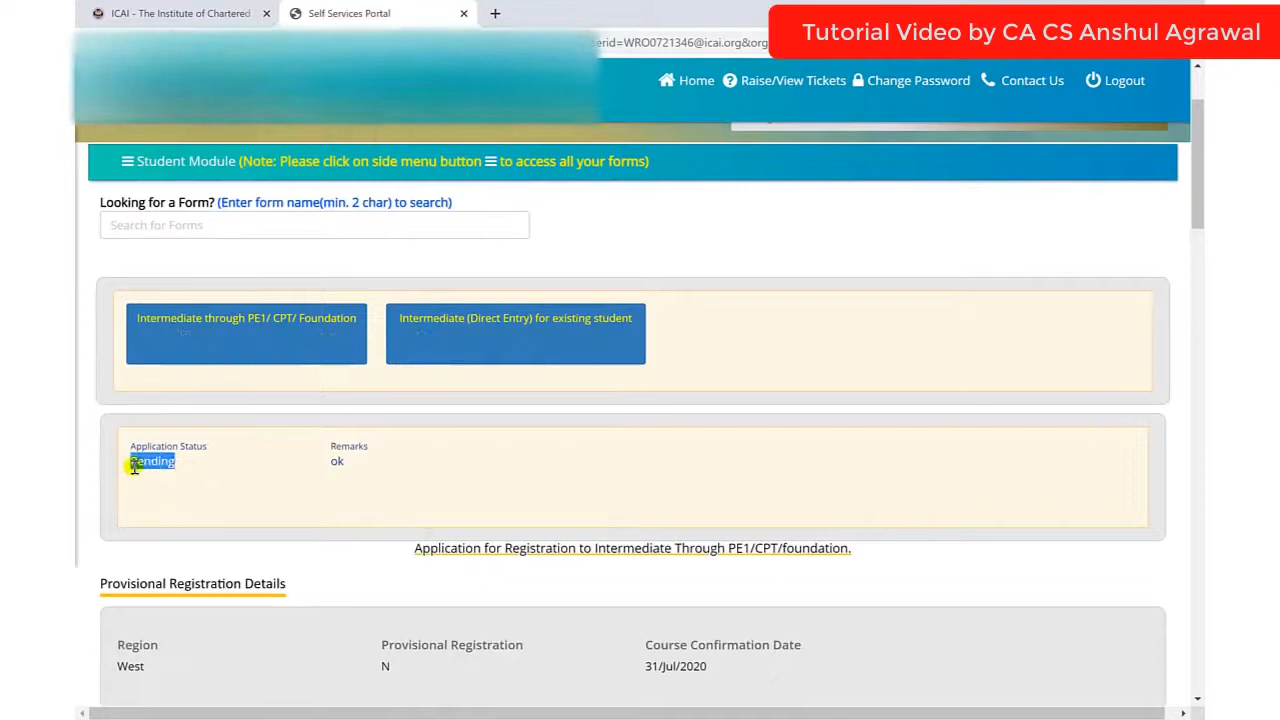 ICAI - The Institute of Chartered
Self Services Portal
Tutorial Video by CA CS Anshul Agrawal
serid=WRO0721346@icai.org&org
Home Raise/View Tickets Change Password Contact Us Logout
Student Module (Note: Please click on side menu button to access all your forms)
Looking for a Form? (Enter form name(min. 2 char) to search)
Search for Forms
Intermediate through PE1/ CPT/ Foundation
Intermediate (Direct Entry) for existing student
Application Status Remarks
Pending ok
Application for Registration to Intermediate Through PE1/CPT/foundation.
Provisional Registration Details
Region Provisional Registration Course Confirmation Date
West N 31/Jul/2020